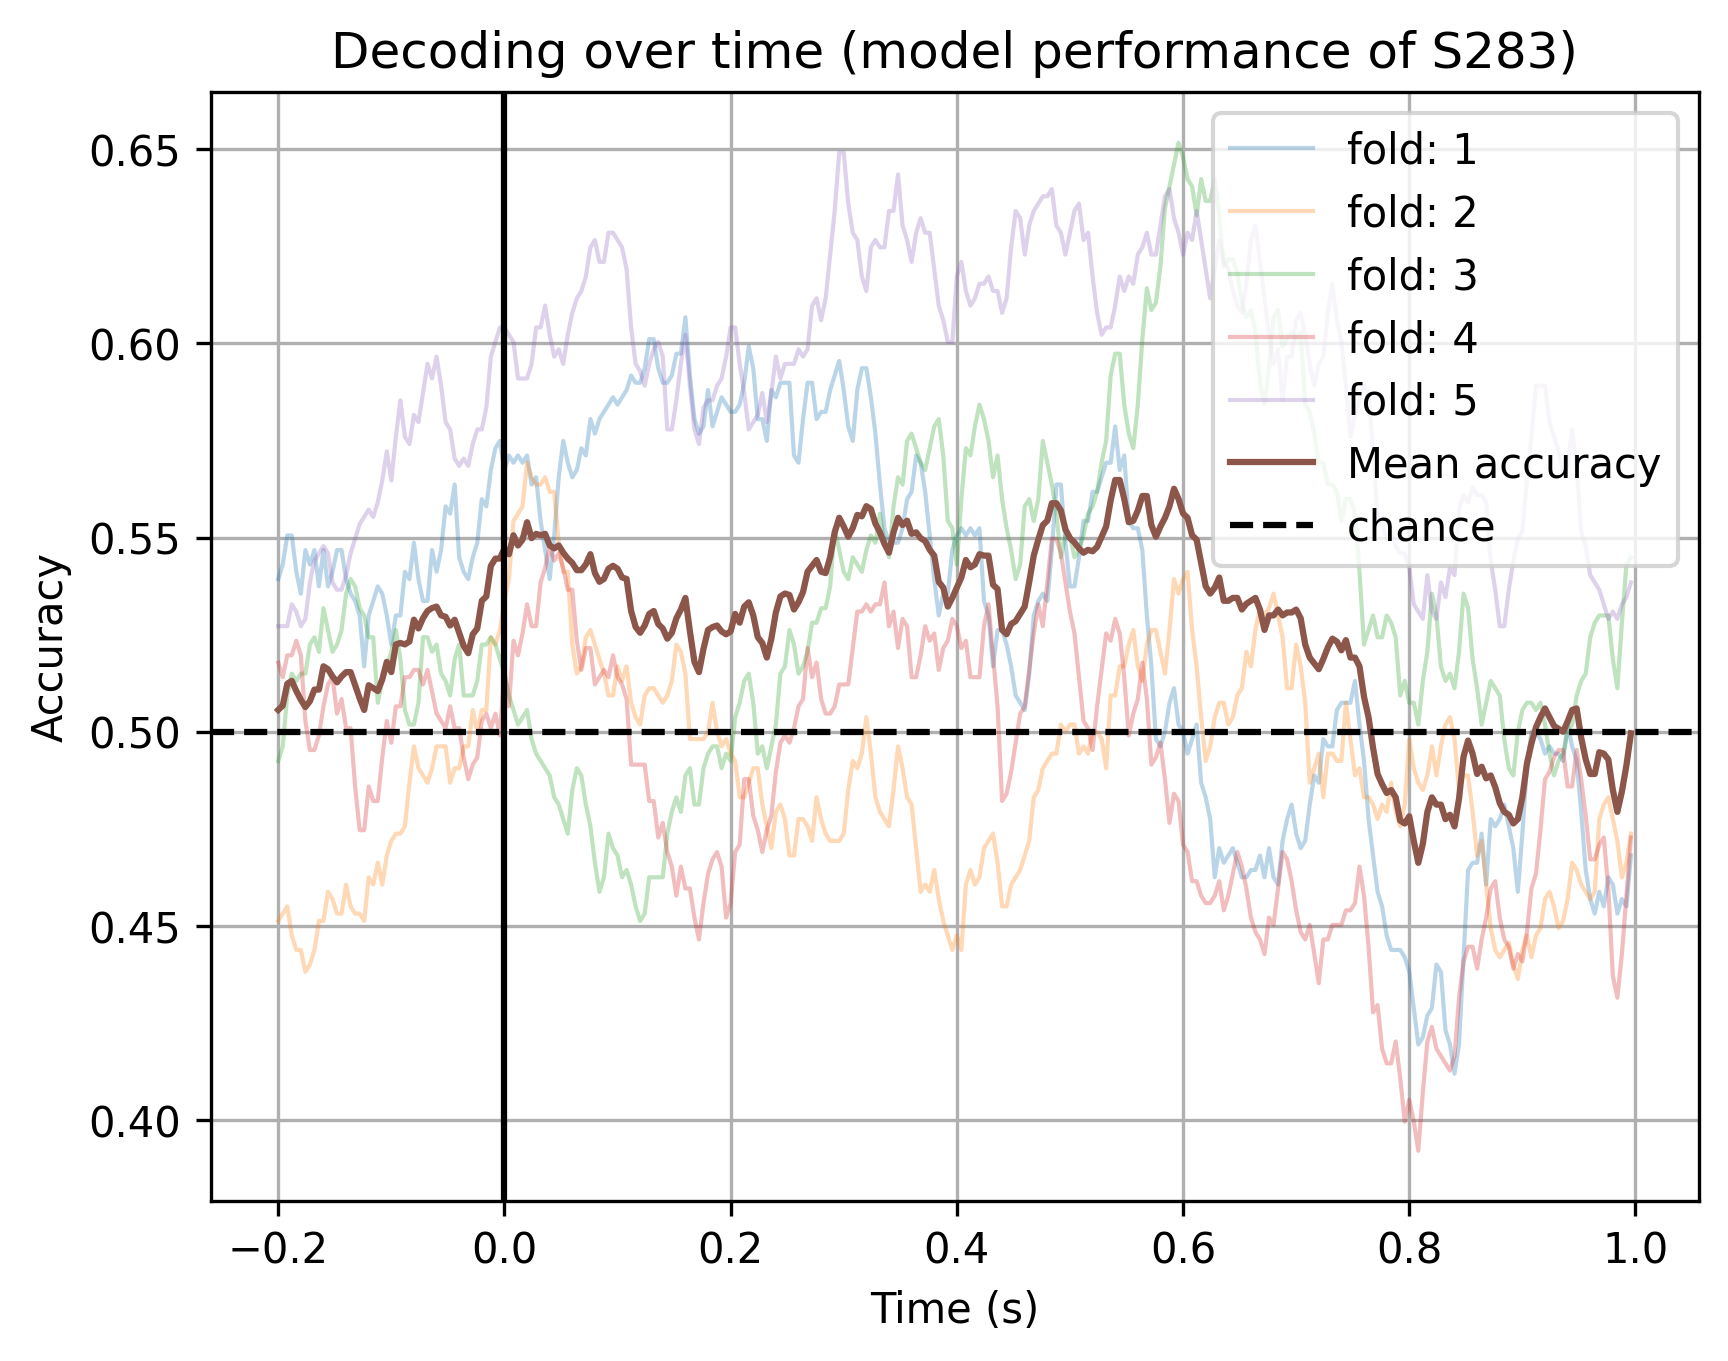 Decoding over time (model performance of S283)
fold: 1
fold: 2
fold: 3
fold: 4
fold: 5
Mean accuracy
chance
Accuracy
0.65
0.60
0.55
0.50
0.45
0.40
−0.2 0.0 0.2 0.4 0.6 0.8 1.0
Time (s)